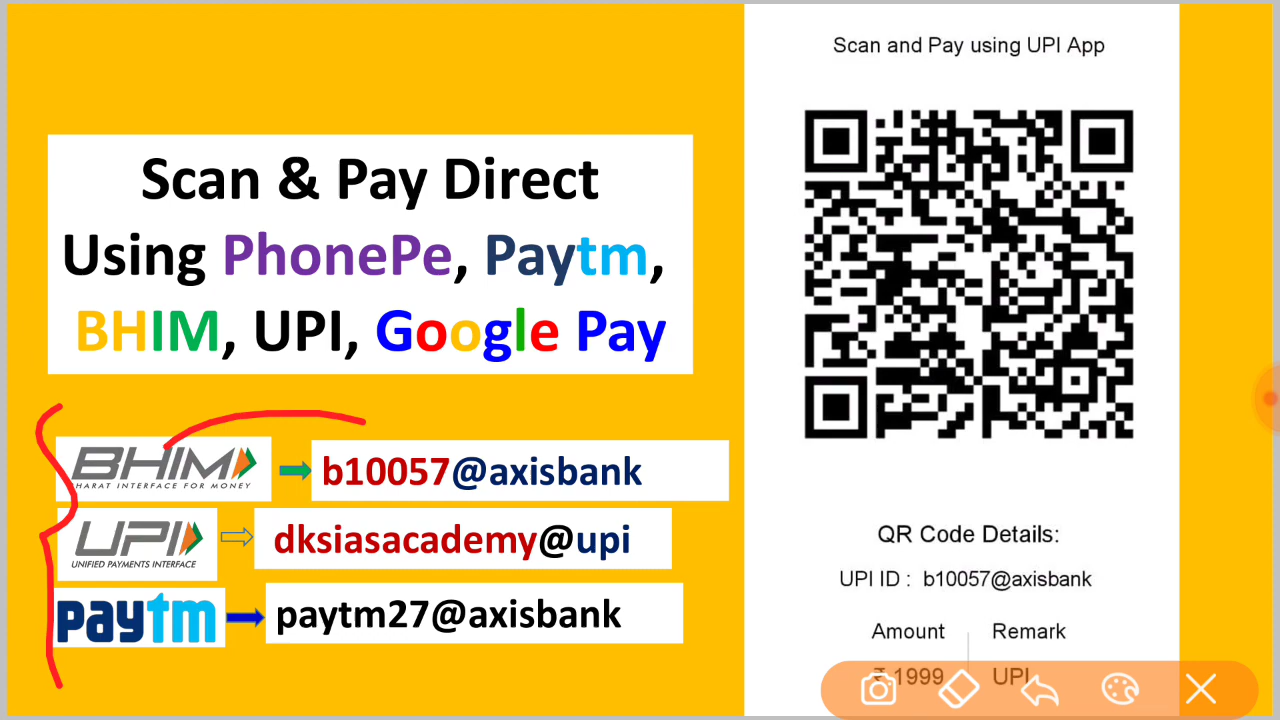 Scan & Pay Direct
Using PhonePe, Paytm,
BHIM, UPI, Google Pay
BHIM
HARAT INTERFACE FOR MONEY
b10057@axisbank
UPI
UNIFIED PAYMENTS INTERFACE
dksiasacademy@upi
paytm
paytm27@axisbank
Scan and Pay using UPI App
QR Code Details:
UPI ID : b10057@axisbank
Amount Remark
₹ 1999 UPI